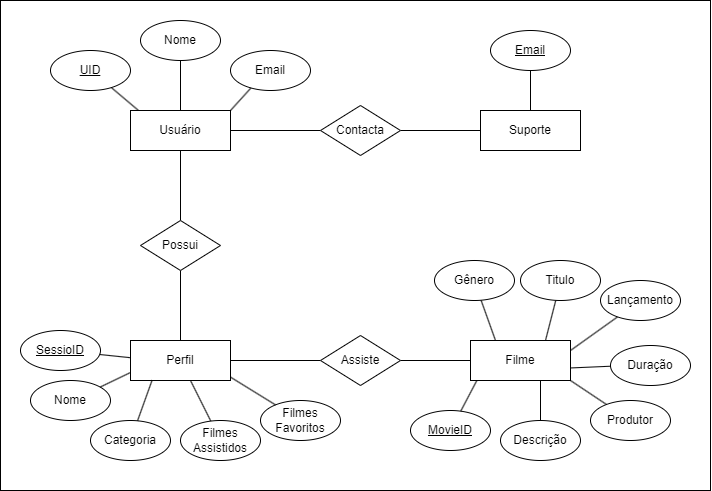 Nome
Email
UID
Email
Usuário
Contacta
Suporte
Possui
Gênero
Titulo
Lançamento
SessioID
Perfil
Assiste
Filme
Duração
Nome
Filmes
Favoritos
Produtor
Categoria
Filmes
Assistidos
MovieID
Descrição